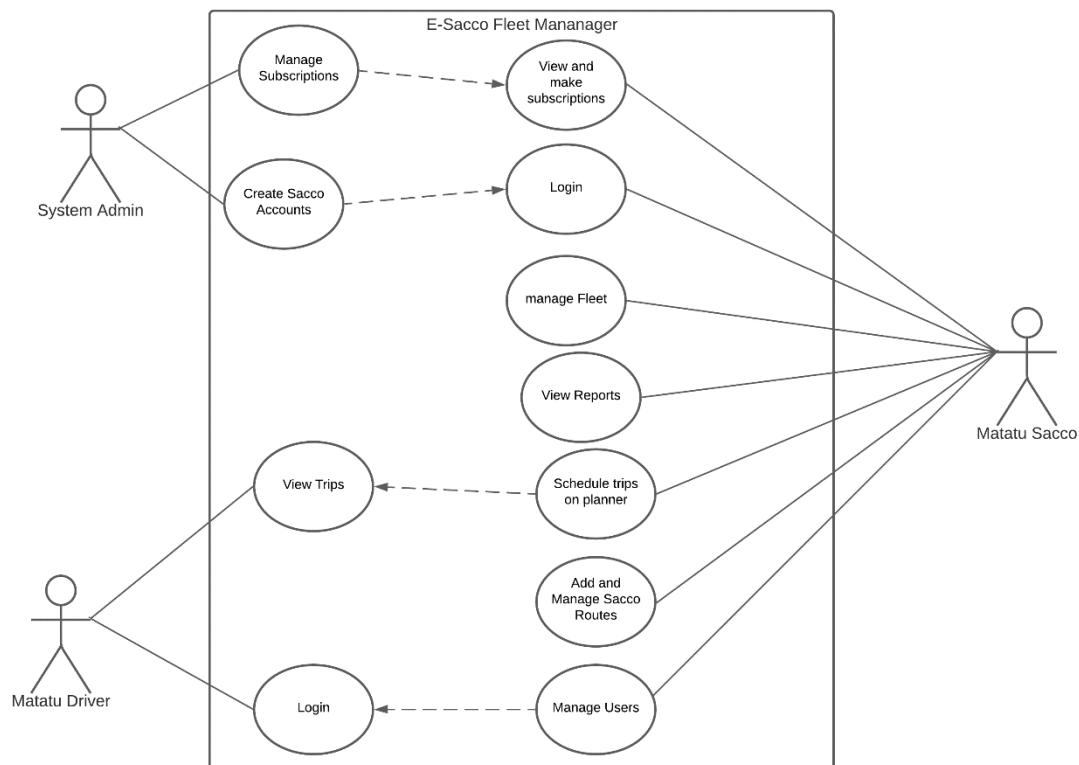 E-Sacco Fleet Mananager
Manage
Subscriptions
View and
make
subscriptions
System Admin
Create Sacco
Accounts
Login
manage Fleet
View Reports
Matatu Sacco
View Trips
Schedule trips
on planner
Add and
Manage Sacco
Routes
Matatu Driver
Login
Manage Users